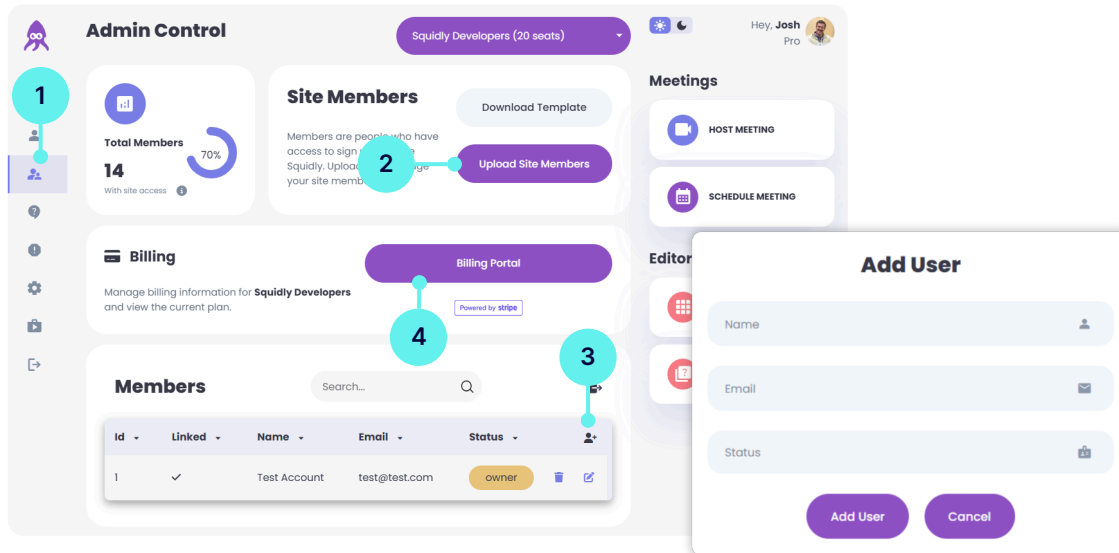 Admin Control
Squidly Developers (20 seats)
Hey, Josh
Pro
1
Total Members
14
70%
With site access
Site Members
Members are people who have
access to sign
Squidly.
your site
Download Template
2
Upload Site Members
Meetings
HOST MEETING
SCHEDULE MEETING
Billing
Manage billing information for Squidly Developers
and view the current plan.
Billing Portal
Powered by stripe
4
3
Members
Search...
Id
Linked
Name
Email
Status
1
Test Account
test@test.com
owner
Add User
Name
Email
Status
Add User
Cancel